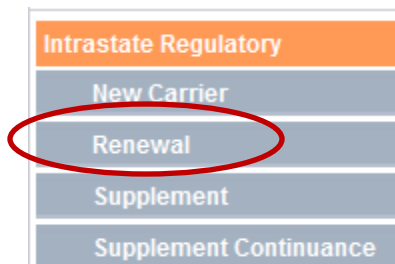 Intrastate Regulatory
New Carrier
Renewal
Supplement
Supplement Continuance